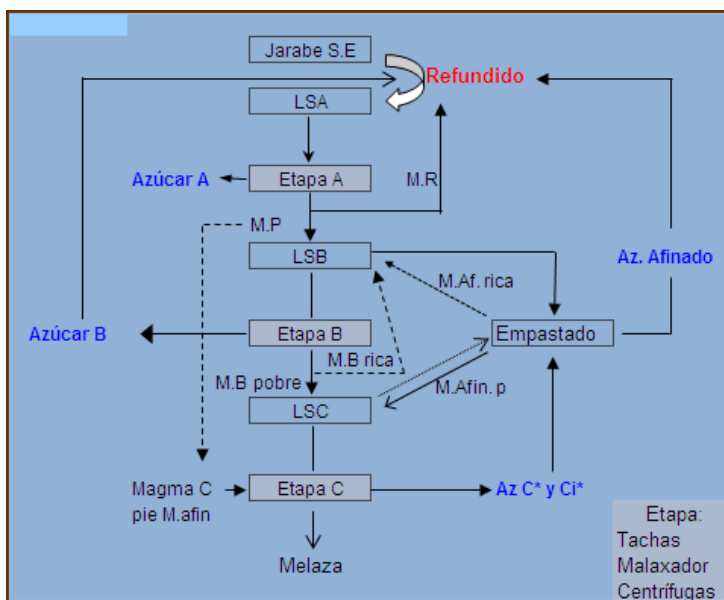 Jarabe S.E
Refundido
LSA
Azúcar A
Etapa A
M.R
M.P
LSB
M.Af. rica
Az. Afinado
Azúcar B
Etapa B
Empastado
M.B rica
M.B pobre
M.Afin. p
LSC
Magma C
pie M.afin
Etapa C
Az C* y Ci*
Melaza
Etapa:
Tachas
Malaxador
Centrífugas